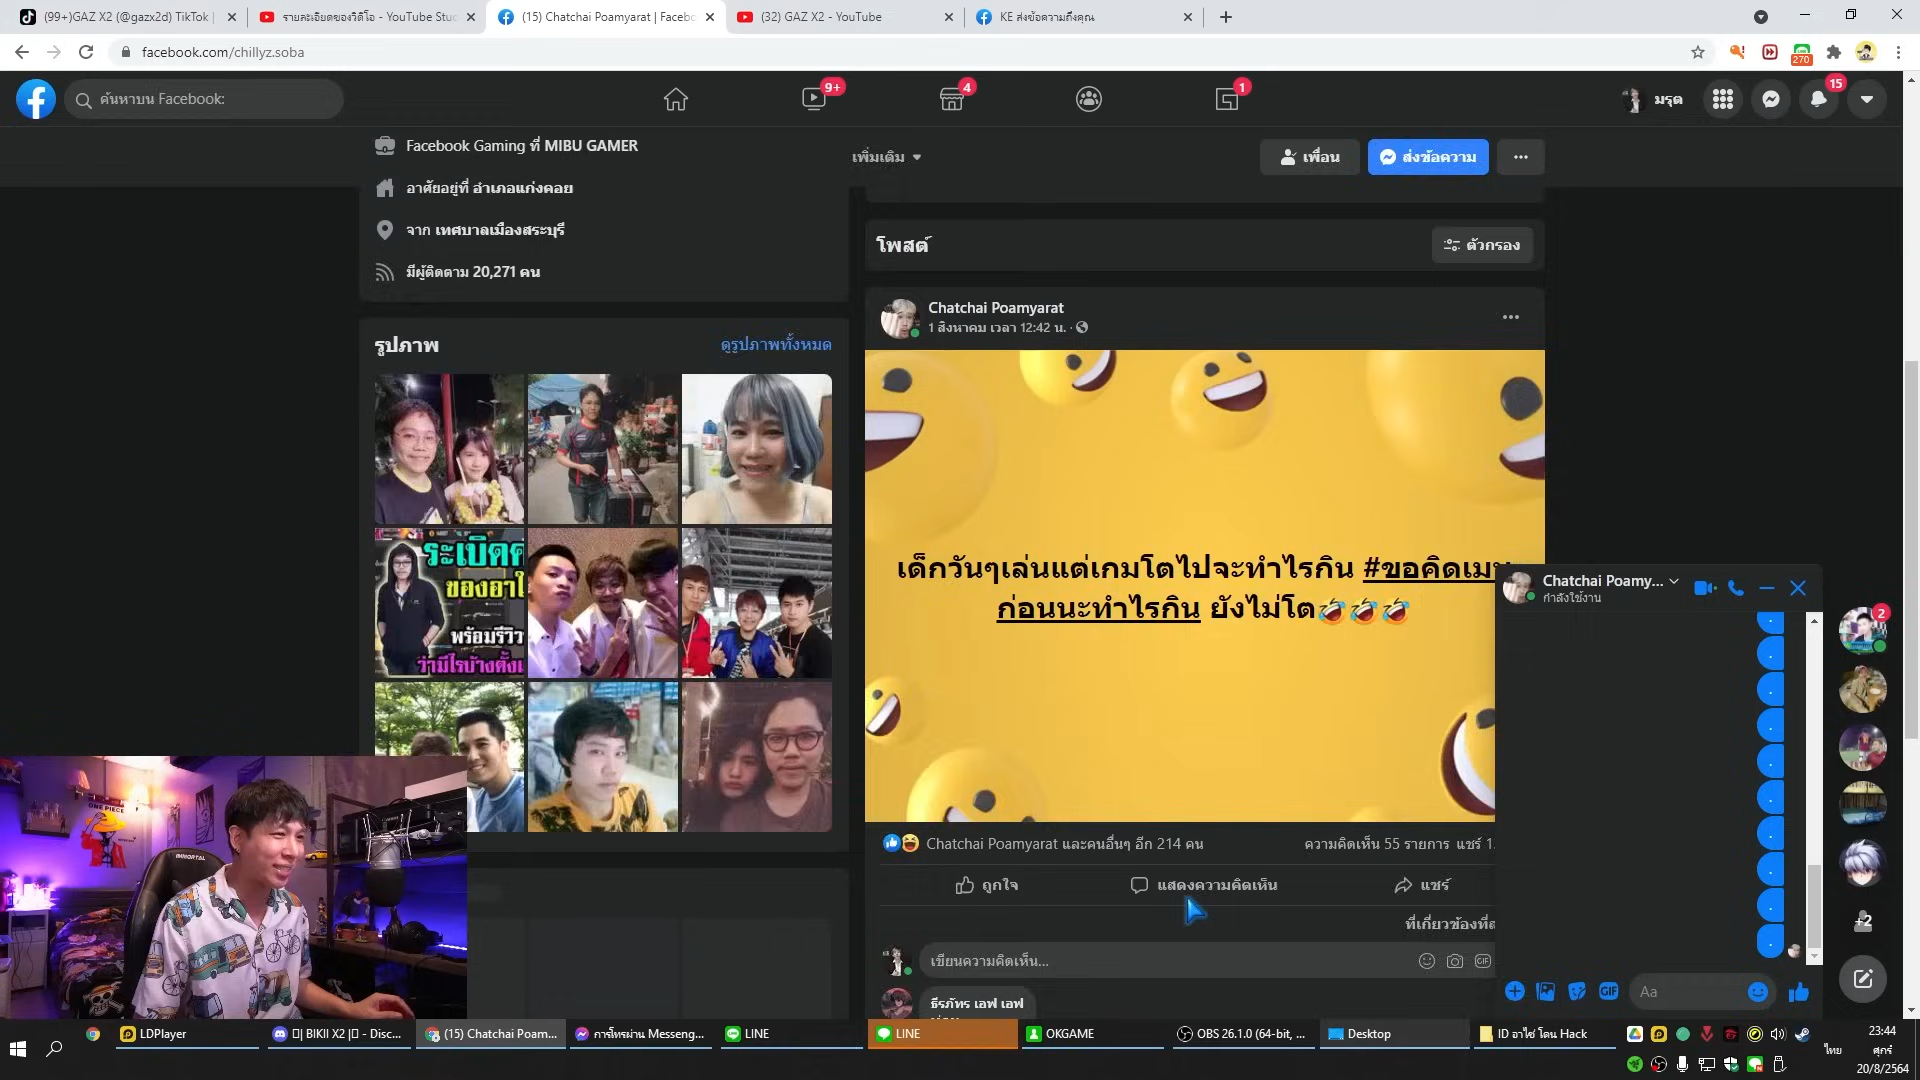 (99+)GAZ X2 (@gazx2d) TikTok |
รายละเอียดของวิดีโอ - YouTube Stu
(15) Chatchai Poamyarat | Faceb
(32) GAZ X2 - YouTube
KE ส่งข้อความถึงคุณ
facebook.com/chillyz.soba
270
ค้นหาบน Facebook:
9+
4
1
มรุต
15
Facebook Gaming ที่ MIBU GAMER
อาศัยอยู่ที่ อำเภอแก่งคอย
จาก เทศบาลเมืองสระบุรี
มีผู้ติดตาม 20,271 คน
เพิ่มเติม
เพื่อน
ส่งข้อความ
รูปภาพ
ดูรูปภาพทั้งหมด
ระเบิด
ของอา
พร้อมรีวิว
ว่ามีไรบ้าง
โพสต์
ตัวกรอง
Chatchai Poamyarat
1 สิงหาคม เวลา 12:42 น. ·
เด็กวันๆเล่นแต่เกมโตไปจะทำไรกิน #ขอคิดเมน
ก่อนนะทำไรกิน ยังไม่โต🤣🤣🤣
Chatchai Poamyarat และคนอื่นๆ อีก 214 คน
ความคิดเห็น 55 รายการ แชร์ 1
ถูกใจ
แสดงความคิดเห็น
แชร์
ที่เกี่ยวข้องที่ส
เขียนความคิดเห็น...
GIF
ธีรภัทร เอฟ เอฟ
Chatchai Poamy...
กำลังใช้งาน
.
.
.
.
.
.
.
.
.
.
GIF
Aa
2
+2
ONE PIECE
IMMORTAL
LDPlayer
BIKII X2 | - Disc...
(15) Chatchai Poam...
การโทรผ่าน Messeng...
LINE
LINE
OKGAME
OBS 26.1.0 (64-bit, ...
Desktop
ID อาไช่ โดน Hack
ไทย
23:44
ศุกร์
20/8/2564